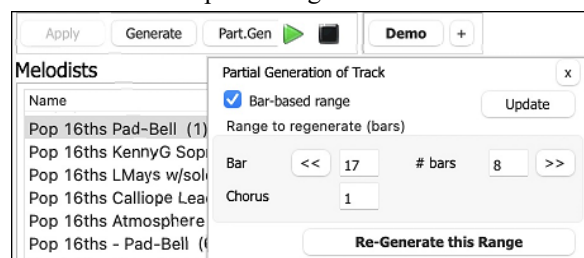 Apply Generate Part.Gen Demo +
Melodists
Partial Generation of Track x
Name
Bar-based range Update
Range to regenerate (bars)
Pop 16ths Pad-Bell (1)
Pop 16ths KennyG Sop
Pop 16ths LMays w/sol
Pop 16ths Calliope Lea
Pop 16ths Atmosphere
Pop 16ths - Pad-Bell (
Bar << 17 # bars 8 >>
Chorus 1
Re-Generate this Range